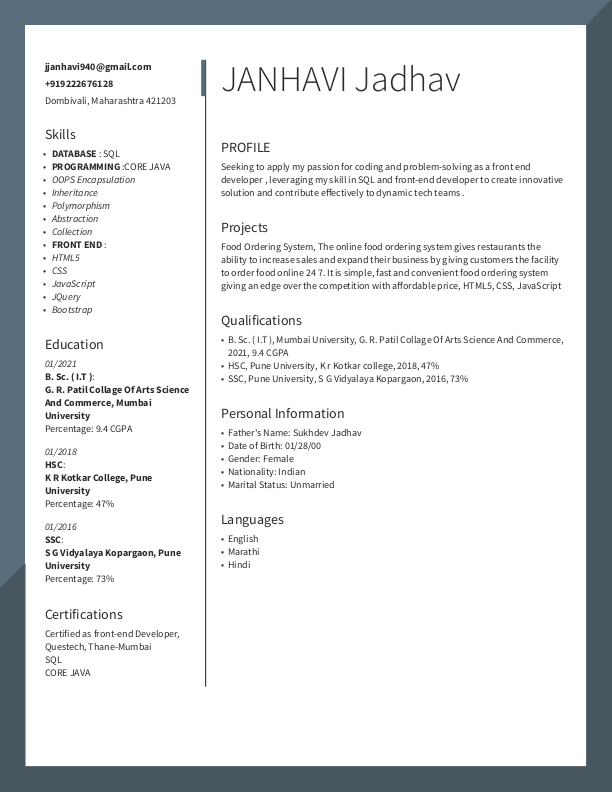 jjanhavi940@gmail.com
+919222676128
Dombivali, Maharashtra 421203
Skills
• DATABASE : SQL
• PROGRAMMING :CORE JAVA
• OOPS Encapsulation
• Inheritance
• Polymorphism
• Abstraction
• Collection
• FRONT END :
• HTML5
• CSS
• JavaScript
• JQuery
• Bootstrap
Education
01/2021
B. Sc. ( I.T ):
G. R. Patil Collage Of Arts Science
And Commerce, Mumbai
University
Percentage: 9.4 CGPA
01/2018
HSC:
K R Kotkar College, Pune
University
Percentage: 47%
01/2016
SSC:
S G Vidyalaya Kopargaon, Pune
University
Percentage: 73%
Certifications
Certified as front-end Developer,
Questech, Thane-Mumbai
SQL
CORE JAVA
JANHAVI Jadhav
PROFILE
Seeking to apply my passion for coding and problem-solving as a front end
developer , leveraging my skill in SQL and front-end developer to create innovative
solution and contribute effectively to dynamic tech teams .
Projects
Food Ordering System, The online food ordering system gives restaurants the
ability to increase sales and expand their business by giving customers the facility
to order food online 24 7. It is simple, fast and convenient food ordering system
giving an edge over the competition with affordable price, HTML5, CSS, JavaScript
Qualifications
• B. Sc. ( I.T ), Mumbai University, G. R. Patil Collage Of Arts Science And Commerce,
2021, 9.4 CGPA
• HSC, Pune University, K r Kotkar college, 2018, 47%
• SSC, Pune University, S G Vidyalaya Kopargaon, 2016, 73%
Personal Information
• Father's Name: Sukhdev Jadhav
• Date of Birth: 01/28/00
• Gender: Female
• Nationality: Indian
• Marital Status: Unmarried
Languages
• English
• Marathi
• Hindi